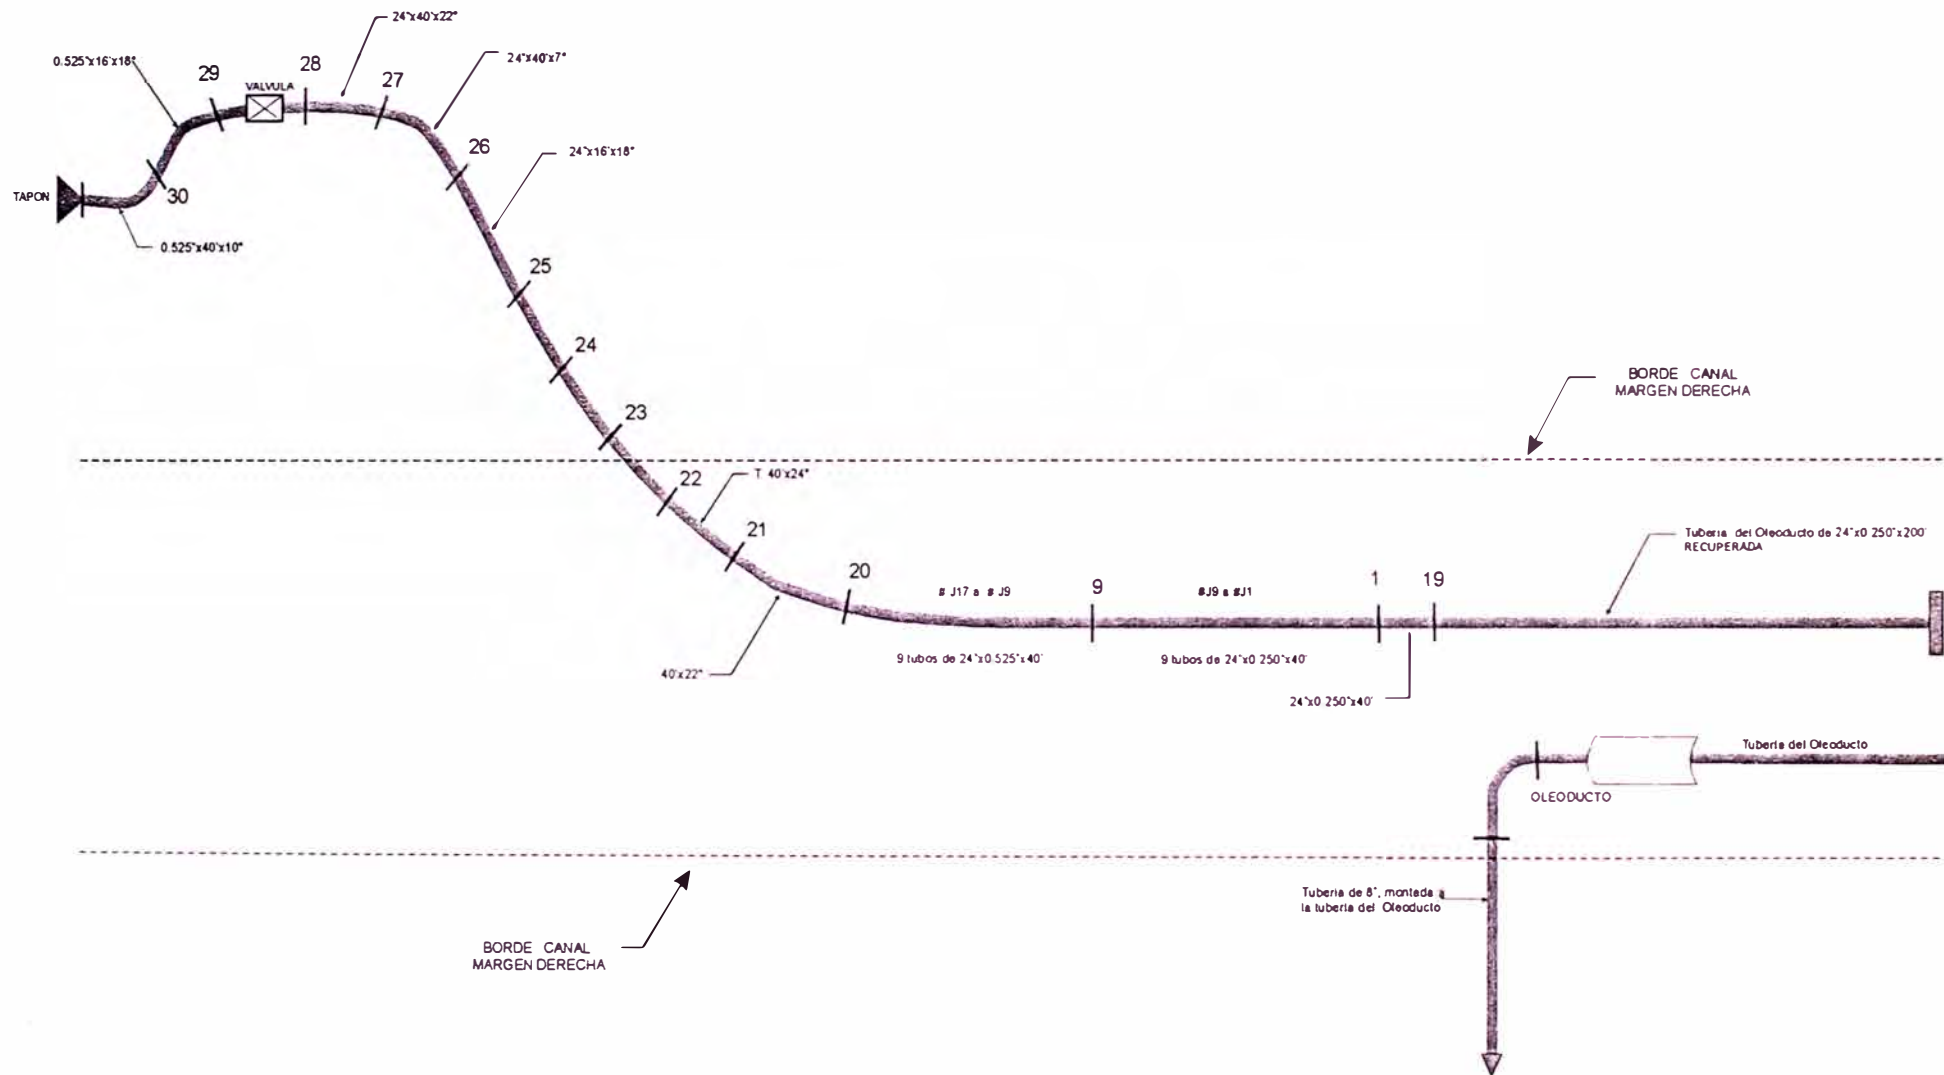 24"x40'x22°
0.525"x16'x18°
29
VALVULA
28
27
24"x40'x7°
26
24"x16'x18°
TAPON
30
0.525"x40'x10°
25
24
23
BORDE CANAL
MARGEN DERECHA
22
T 40'x24°
21
20
# J17 a # J9
9
#J9 a #J1
1
19
Tuberia del Oleoducto de 24"x0.250"x200'
RECUPERADA
40'x22°
9 tubos de 24"x0.525"x40'
9 tubos de 24"x0.250"x40'
24"x0.250"x40'
Tuberia del Oleoducto
OLEODUCTO
Tuberia de 8", montada a
la tuberia del Oleoducto
BORDE CANAL
MARGEN DERECHA